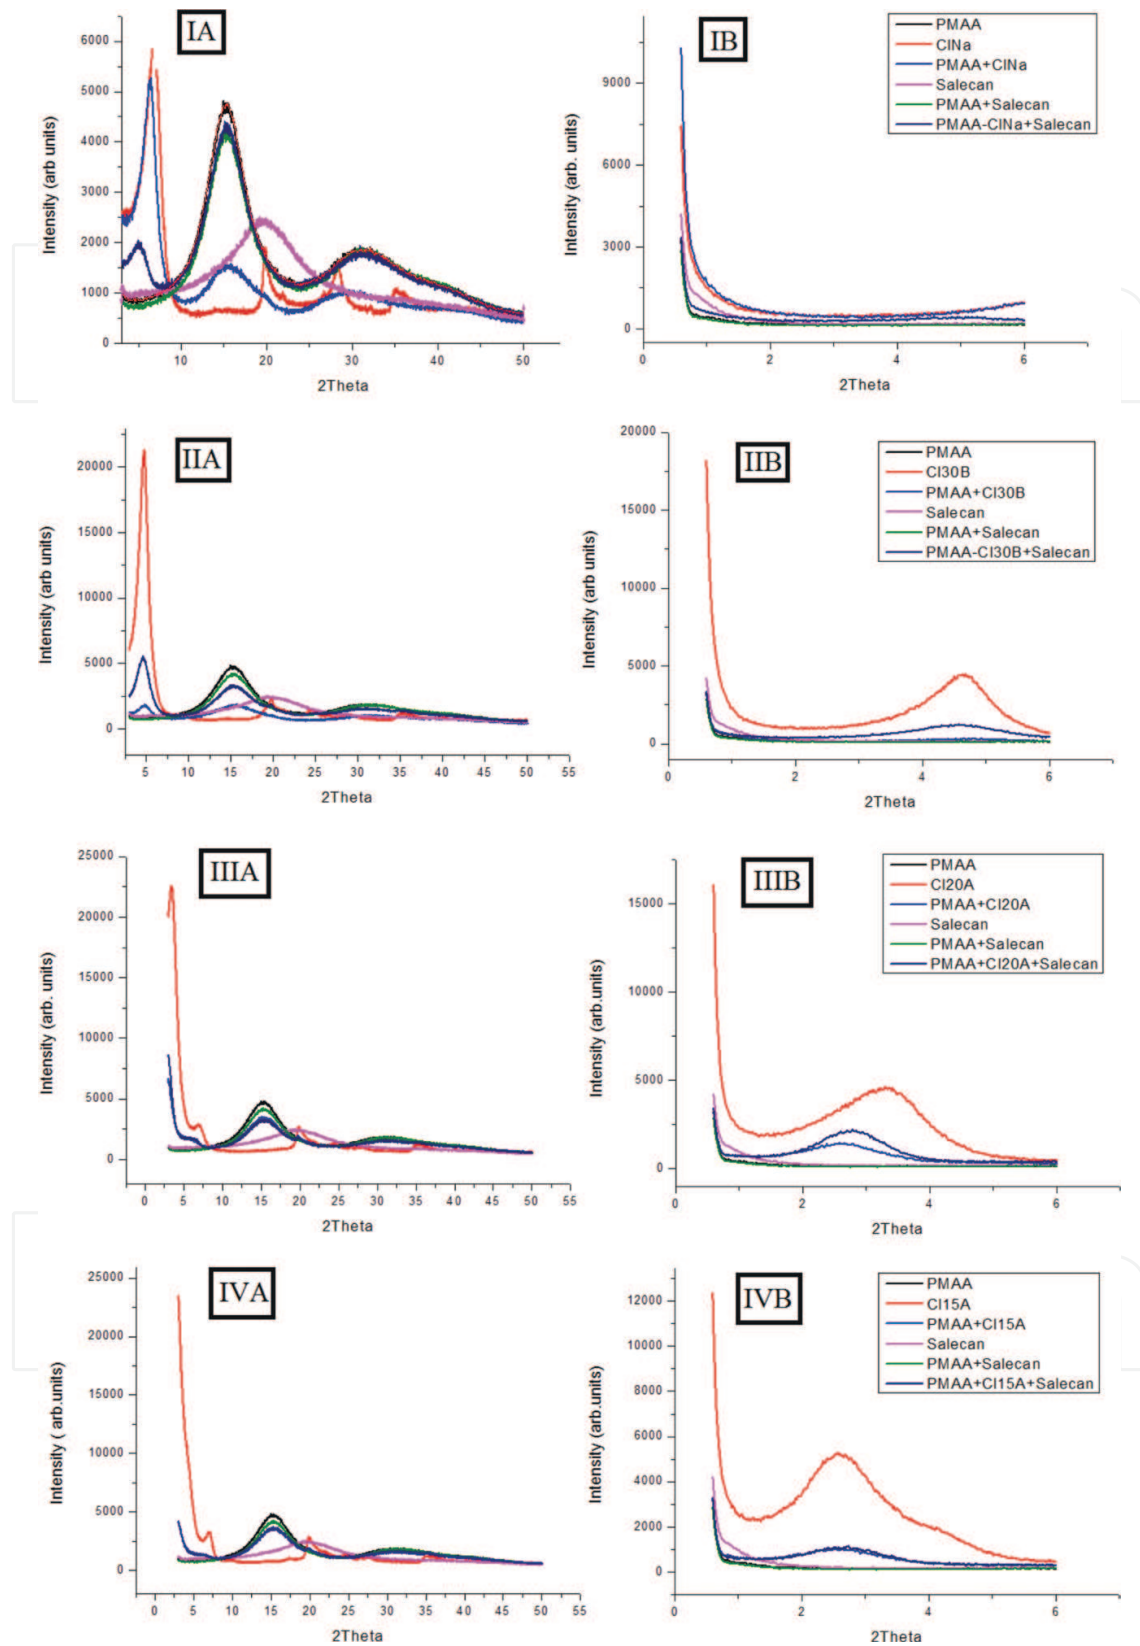 IA
6000
5000
4000
3000
2000
1000
0
Intensity (arb units)
10
20
30
40
50
2Theta
IB
PMAA
ClNa
PMAA+ClNa
Salecan
PMAA+Salecan
PMAA-ClNa+Salecan
9000
6000
3000
0
Intensity (arb. units)
0
2
4
6
2Theta
IIA
20000
15000
10000
5000
0
Intensity (arb units)
5
10
15
20
25
30
35
40
45
50
55
2Theta
IIB
PMAA
Cl30B
PMAA+Cl30B
Salecan
PMAA+Salecan
PMAA-Cl30B+Salecan
20000
15000
10000
5000
0
Intensity (arb units)
0
2
4
6
2Theta
IIIA
25000
20000
15000
10000
5000
0
Intensity (arb. units)
0
5
10
15
20
25
30
35
40
45
50
55
2Theta
IIIB
PMAA
Cl20A
PMAA+Cl20A
Salecan
PMAA+Salecan
PMAA+Cl20A+Salecan
15000
10000
5000
0
Intensity (arb.units)
0
2
4
6
2Theta
IVA
25000
20000
15000
10000
5000
0
Intensity ( arb.units)
0
5
10
15
20
25
30
35
40
45
50
55
2Theta
IVB
PMAA
Cl15A
PMAA+Cl15A
Salecan
PMAA+Salecan
PMAA+Cl15A+Salecan
12000
10000
8000
6000
4000
2000
0
Intensity (arb.units)
0
2
4
6
2Theta